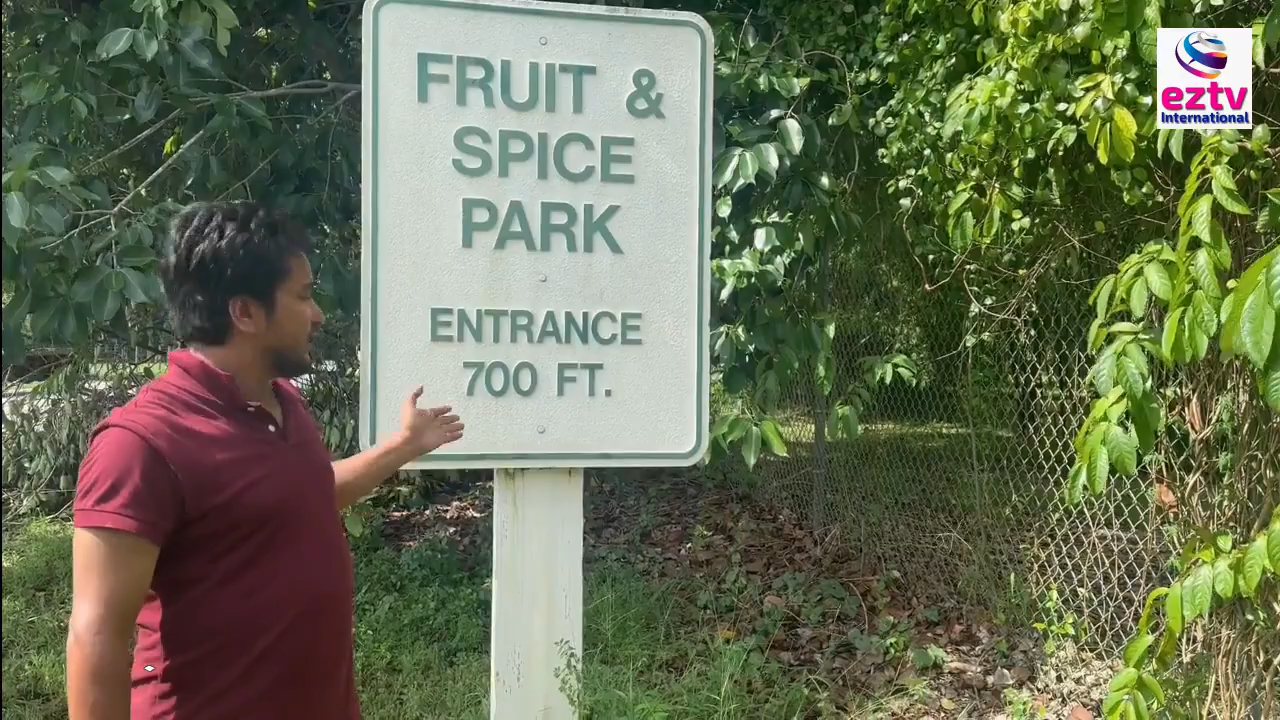 FRUIT &
SPICE
PARK
ENTRANCE
700 FT.
eztv
International